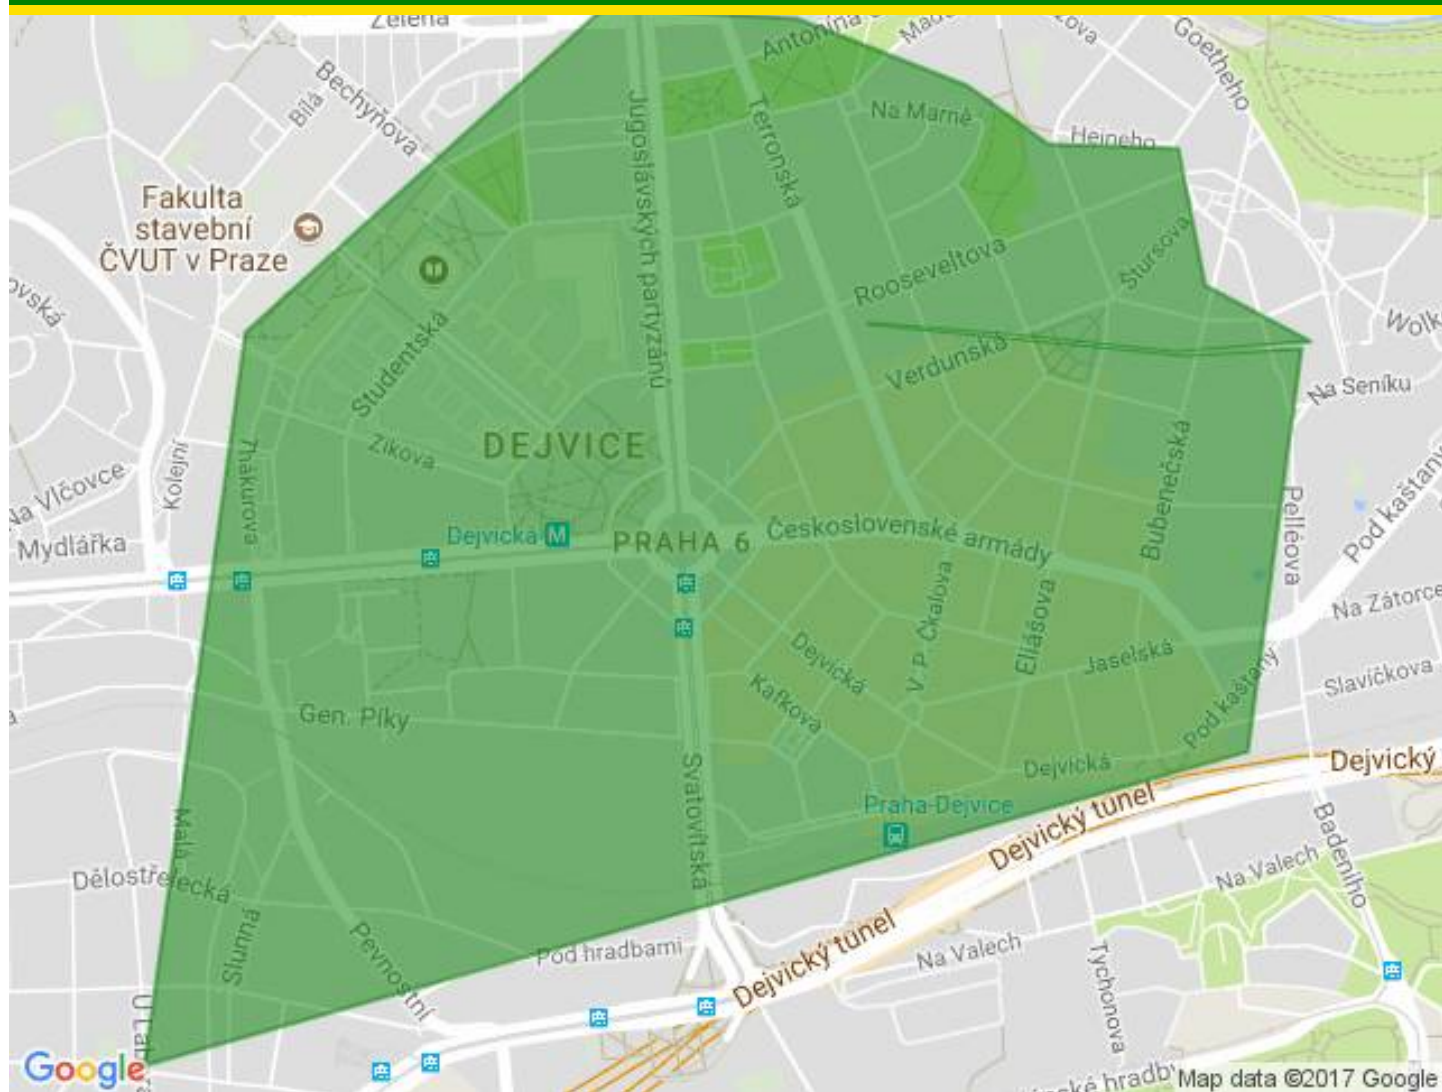 Zelená
Antonína
Goetheho
Bechyňova
Bílá
Jugoslávských partyzánů
Terronská
Na Marně
Heineho
Fakulta
stavební
ČVUT v Praze
Štursova
Rooseveltova
Wolk
Studentská
Verdunská
Na Seníku
Zikova
DEJVICE
Bubenečská
Kolejní
Thákurova
Na Vlčovce
Pod kaštany
Pelléova
Mydlářka
Dejvická
M
PRAHA 6
Československé armády
Na Zátorce
V. P. Čkalova
Eliášova
Dejvická
Jaselská
Kafkova
Pod kaštany
Slavíčkova
Gen. Píky
Svatovítská
Dejvická
Dejvický
Praha-Dejvice
Dejvický tunel
Badeního
Malá
Dělostřelecká
Na Valech
Slunná
Pevnostní
Pod hradbami
Dejvický tunel
Na Valech
Tychonova
U Lab
Google
Map data ©2017 Google